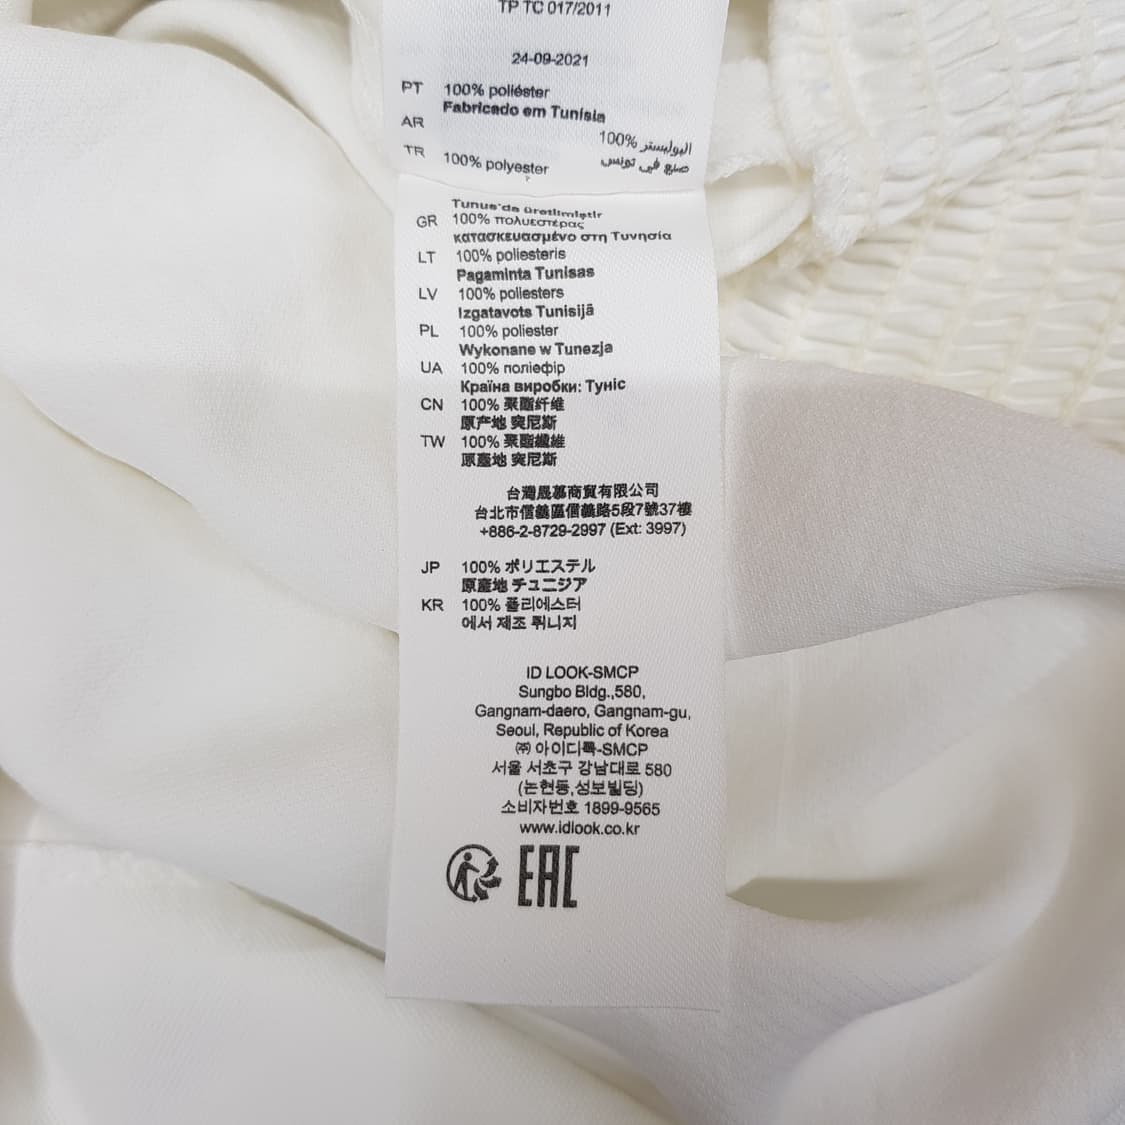 TP TC 017/2011
24-09-2021
PT 100% poliéster
Fabricado em Tunísia
AR 100% البوليستر
صنع في تونس
TR 100% polyester
Tunus'da üretilmiştir
GR 100% πολυεστέρας
κατασκευασμένο στη Τυνησία
LT 100% poliesteris
Pagaminta Tunisas
LV 100% poliesters
Izgatavots Tunisijā
PL 100% poliester
Wykonane w Tunezja
UA 100% поліефір
Країна виробки: Туніс
CN 100% 聚酯纤维
原产地 突尼斯
TW 100% 聚酯纖維
原產地 突尼斯
台灣晟慕商貿有限公司
台北市信義區信義路5段7號37樓
+886-2-8729-2997 (Ext: 3997)
JP 100% ポリエステル
原産地 チュニジア
KR 100% 폴리에스터
에서 제조 튀니지
ID LOOK-SMCP
Sungbo Bldg.,580,
Gangnam-daero, Gangnam-gu,
Seoul, Republic of Korea
㈜ 아이디룩-SMCP
서울 서초구 강남대로 580
(논현동,성보빌딩)
소비자번호 1899-9565
www.idlook.co.kr
EAC